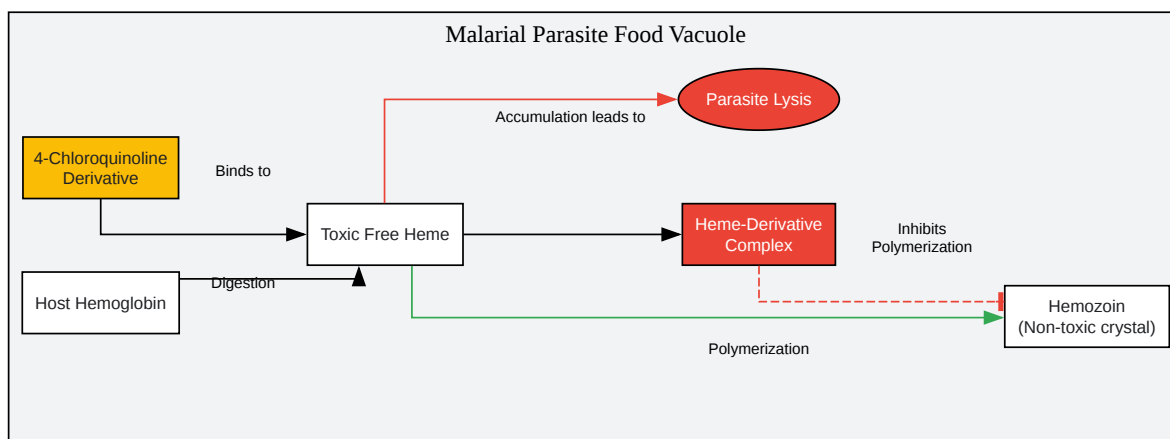 Malarial Parasite Food Vacuole
Parasite Lysis
Accumulation leads to
4-Chloroquinoline
Derivative
Binds to
Toxic Free Heme
Heme-Derivative
Complex
Inhibits
Polymerization
Digestion
Host Hemoglobin
Hemozoin
(Non-toxic crystal)
Polymerization